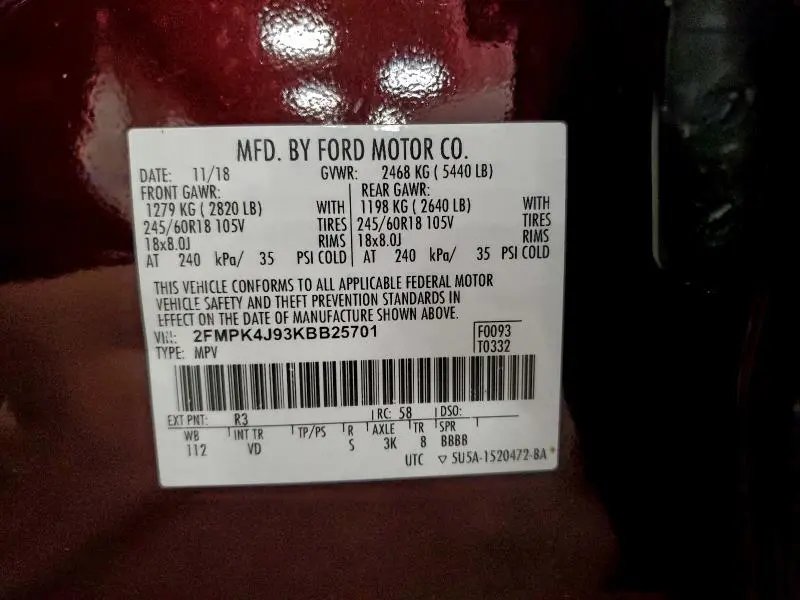 MFD. BY FORD MOTOR CO.
DATE: 11/18 GVWR: 2468 KG ( 5440 LB)
FRONT GAWR: REAR GAWR:
1279 KG ( 2820 LB) WITH 1198 KG ( 2640 LB) WITH
245/60R18 105V TIRES 245/60R18 105V TIRES
18x8.0J RIMS 18x8.0J RIMS
AT 240 kPa/ 35 PSI COLD AT 240 kPa/ 35 PSI COLD
THIS VEHICLE CONFORMS TO ALL APPLICABLE FEDERAL MOTOR
VEHICLE SAFETY AND THEFT PREVENTION STANDARDS IN
EFFECT ON THE DATE OF MANUFACTURE SHOWN ABOVE.
VIN: 2FMPK4J93KBB25701 F0093
TYPE: MPV T0332
EXT PNT: R3 RC: 58 DSO:
WB INT TR TP/PS R AXLE TR SPR
112 VD S 3K 8 BBBB
UTC ▽ 5U5A-1520472-BA